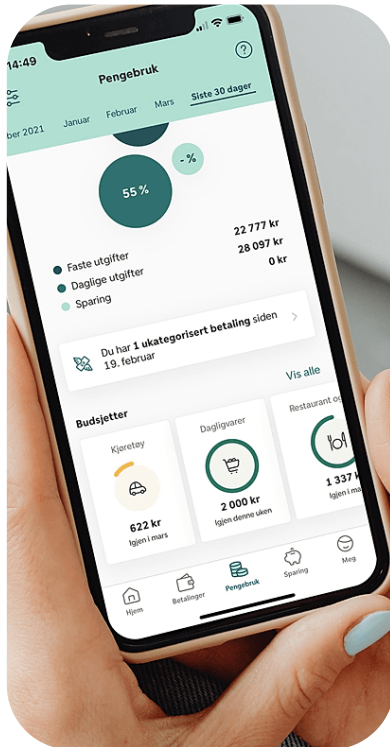 14:49
Pengebruk
?
ber 2021
Januar
Februar
Mars
Siste 30 dager
-%
55%
Faste utgifter 22 777 kr
Daglige utgifter 28 097 kr
Sparing 0 kr
Du har 1 ukategorisert betaling siden
19. februar
Budsjetter
Vis alle
Kjøretøy
622 kr
Igjen i mars
Dagligvarer
2 000 kr
Igjen denne uken
Restaurant og
1 337 k
Igjen i ma
Hjem
Betalinger
Pengebruk
Sparing
Meg